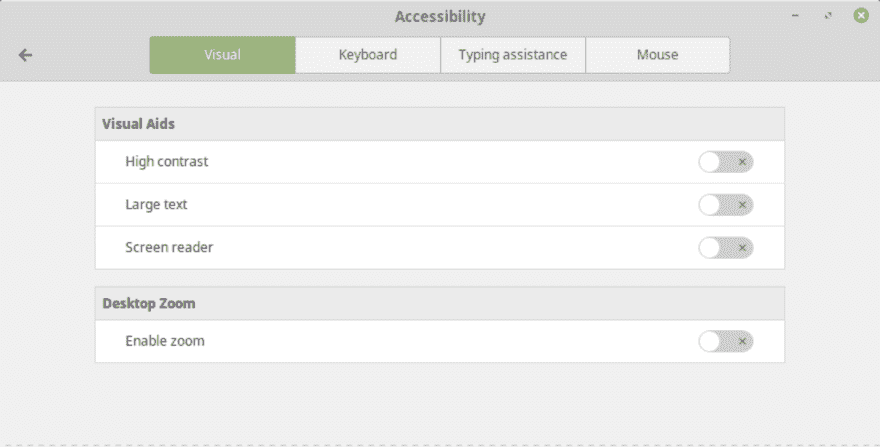 Accessibility
Visual
Keyboard
Typing assistance
Mouse
Visual Aids
High contrast
Large text
Screen reader
Desktop Zoom
Enable zoom